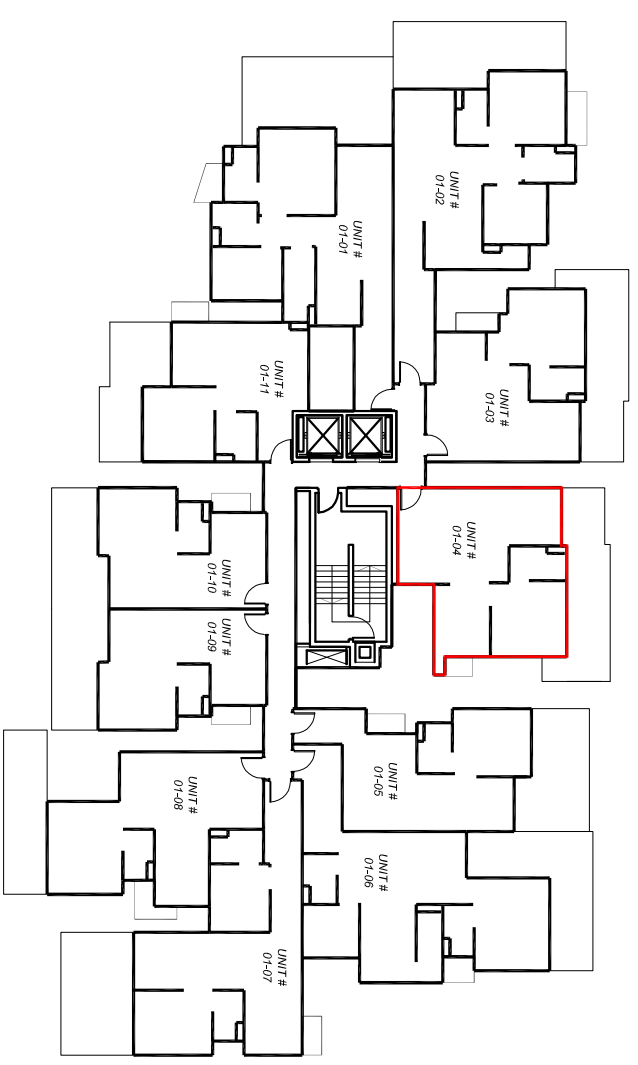 UNIT #
01-01
UNIT #
01-02
UNIT #
01-03
UNIT #
01-04
UNIT #
01-05
UNIT #
01-06
UNIT #
01-07
UNIT #
01-08
UNIT #
01-09
UNIT #
01-10
UNIT #
01-11